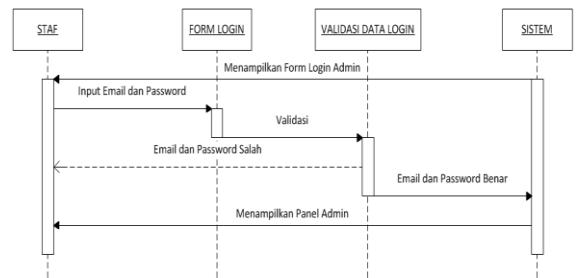 STAF
FORM LOGIN
VALIDASI DATA LOGIN
SISTEM
Menampilkan Form Login Admin
Input Email dan Password
Validasi
Email dan Password Salah
Email dan Password Benar
Menampilkan Panel Admin